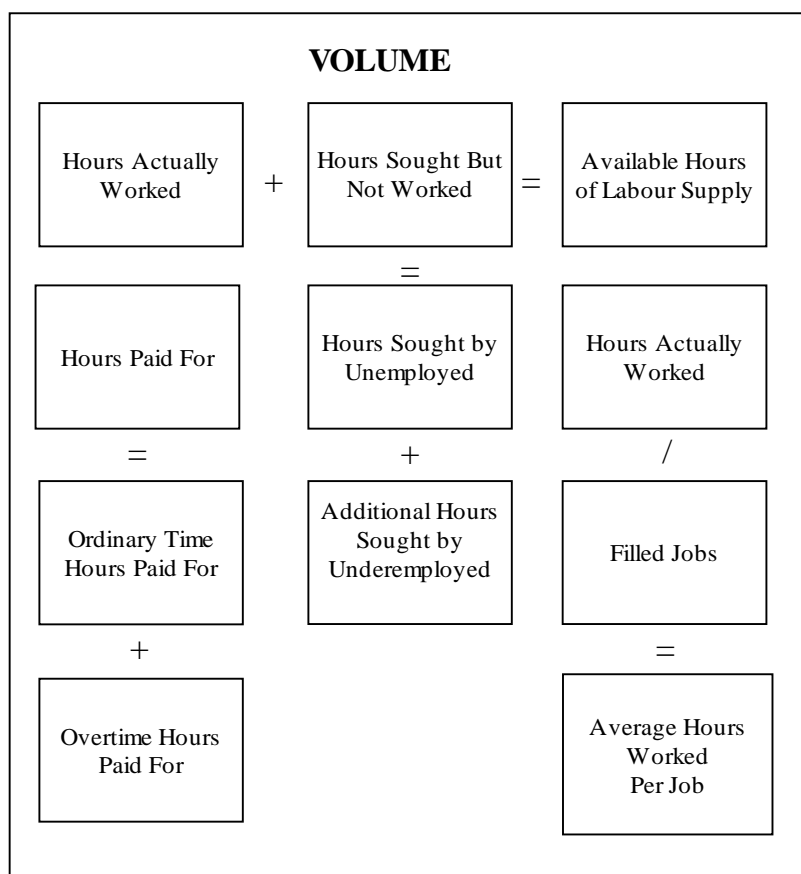 VOLUME
Hours Actually
Worked
+
Hours Sought But
Not Worked
=
Available Hours
of Labour Supply
=
Hours Paid For
Hours Sought by
Unemployed
Hours Actually
Worked
=
+
/
Ordinary Time
Hours Paid For
Additional Hours
Sought by
Underemployed
Filled Jobs
+
=
Overtime Hours
Paid For
Average Hours
Worked
Per Job